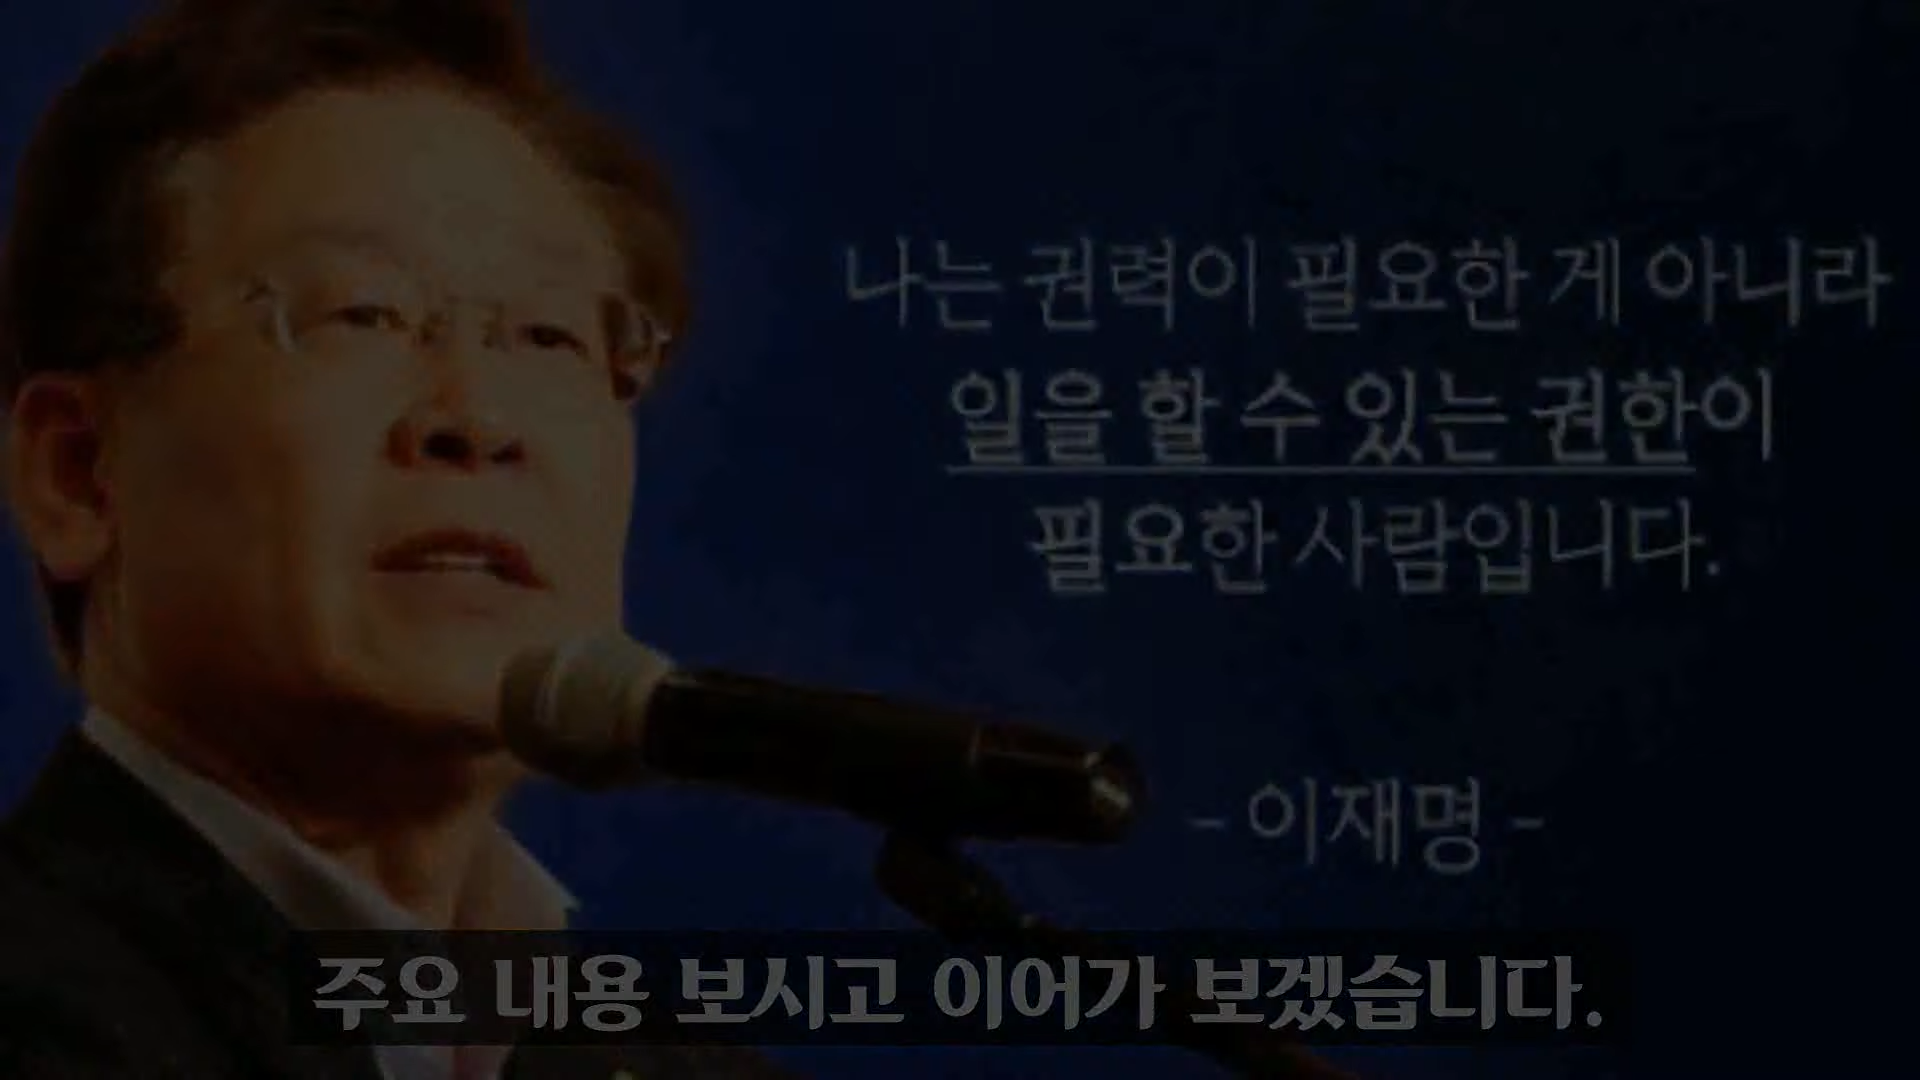 나는 권력이 필요한 게 아니라
일을 할 수 있는 권한이
필요한 사람입니다.
- 이재명 -
주요 내용 보시고 이어가 보겠습니다.